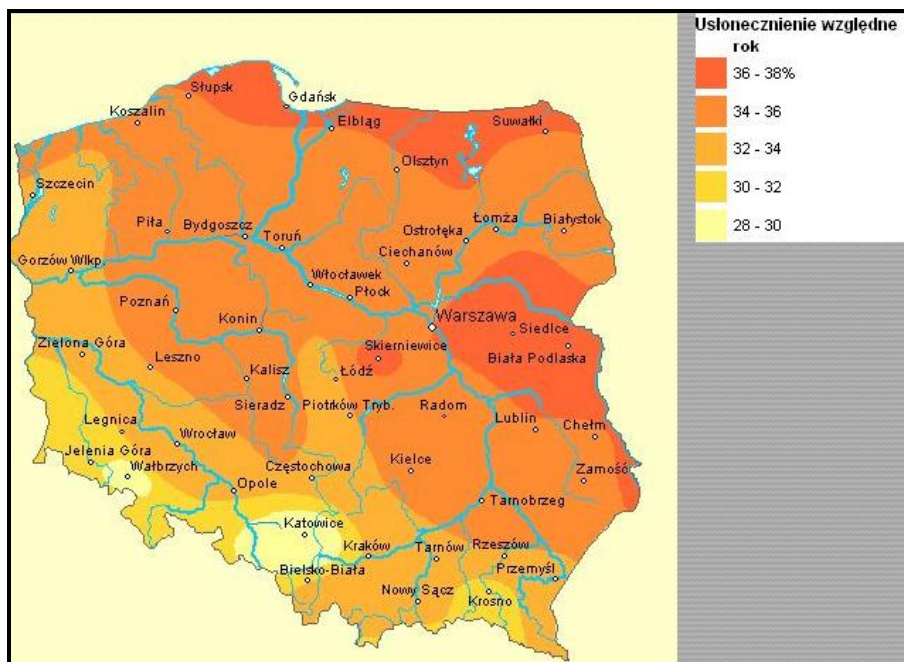 Usłonecznienie względne
rok
36 - 38%
34 - 36
32 - 34
30 - 32
28 - 30
Słupsk
Gdańsk
Koszalin
Elbląg
Suwałki
Olsztyn
Szczecin
Piła
Bydgoszcz
Toruń
Łomża
Białystok
Ostrołęka
Ciechanów
Gorzów Wlkp.
Włocławek
Płock
Poznań
Konin
Warszawa
Siedlce
Skierniewice
Biała Podlaska
Zielona Góra
Leszno
Kalisz
Łódź
Sieradz
Piotrków Tryb.
Radom
Lublin
Chełm
Legnica
Wrocław
Jelenia Góra
Wałbrzych
Częstochowa
Kielce
Zamość
Opole
Tarnobrzeg
Katowice
Kraków
Tarnów
Rzeszów
Przemyśl
Bielsko-Biała
Nowy Sącz
Krosno